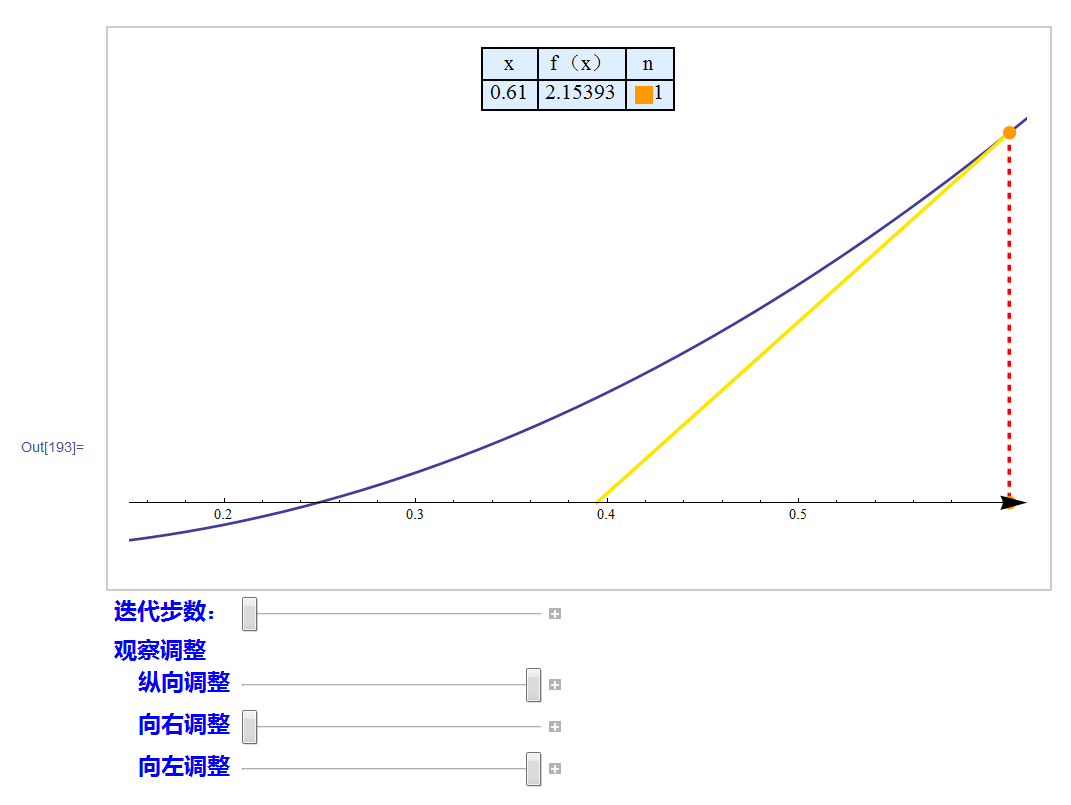 x f（x） n
0.61 2.15393 1
Out[193]=
0.2 0.3 0.4 0.5
迭代步数：
观察调整
纵向调整
向右调整
向左调整